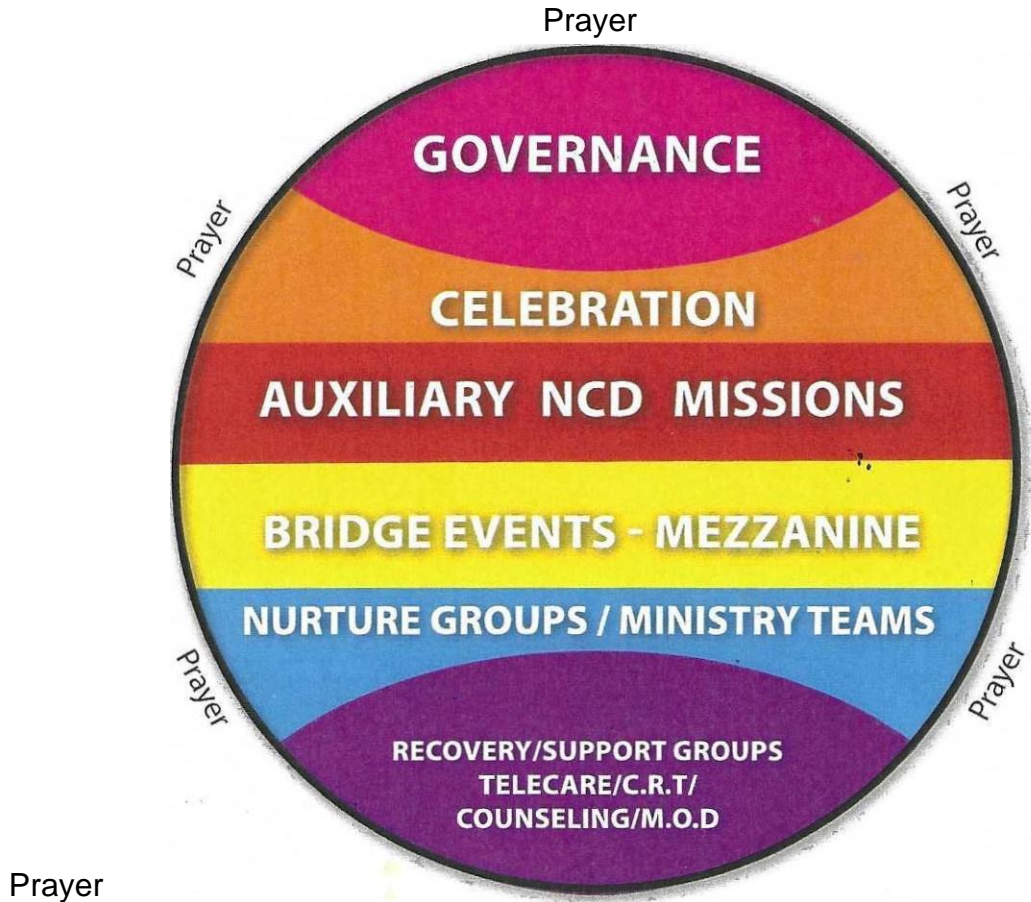 Prayer
GOVERNANCE
Prayer
Prayer
CELEBRATION
AUXILIARY NCD MISSIONS
BRIDGE EVENTS - MEZZANINE
NURTURE GROUPS / MINISTRY TEAMS
Prayer
Prayer
RECOVERY/SUPPORT GROUPS
TELECARE/C.R.T/
COUNSELING/M.O.D
Prayer